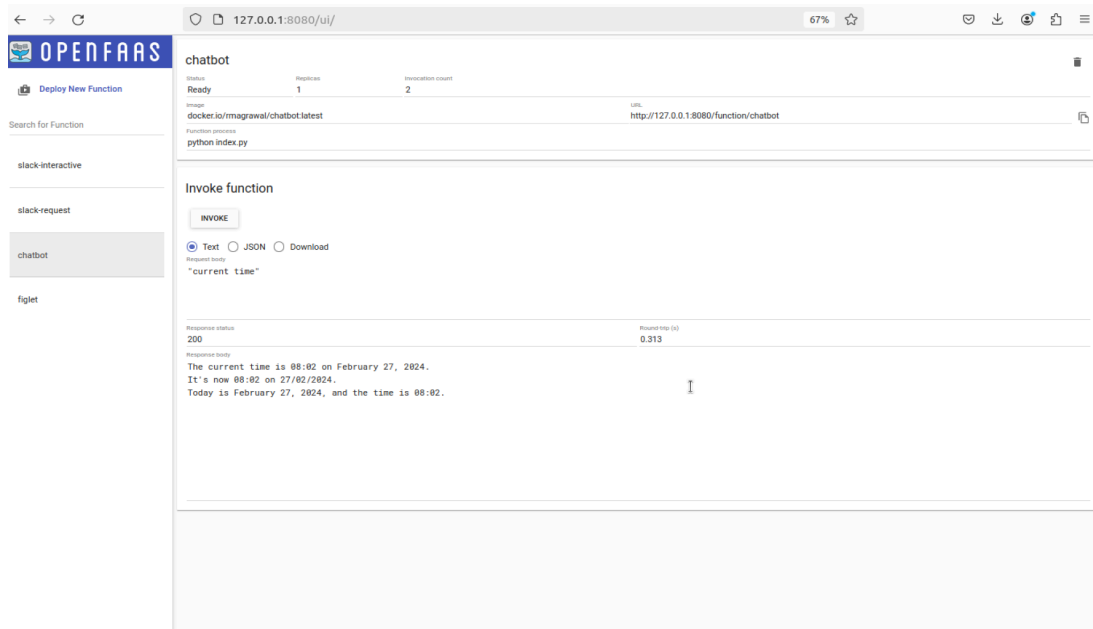 127.0.0.1:8080/ui/
67%
OPENFAAS
Deploy New Function
Search for Function
slack-interactive
slack-request
chatbot
figlet
chatbot
Status Replicas Invocation count
Ready 1 2
Image URL
docker.io/rmagrawal/chatbot:latest http://127.0.0.1:8080/function/chatbot
Function process
python index.py
Invoke function
INVOKE
Text JSON Download
Request body
"current time"
Response status Round-trip (s)
200 0.313
Response body
The current time is 08:02 on February 27, 2024.
It's now 08:02 on 27/02/2024.
Today is February 27, 2024, and the time is 08:02.